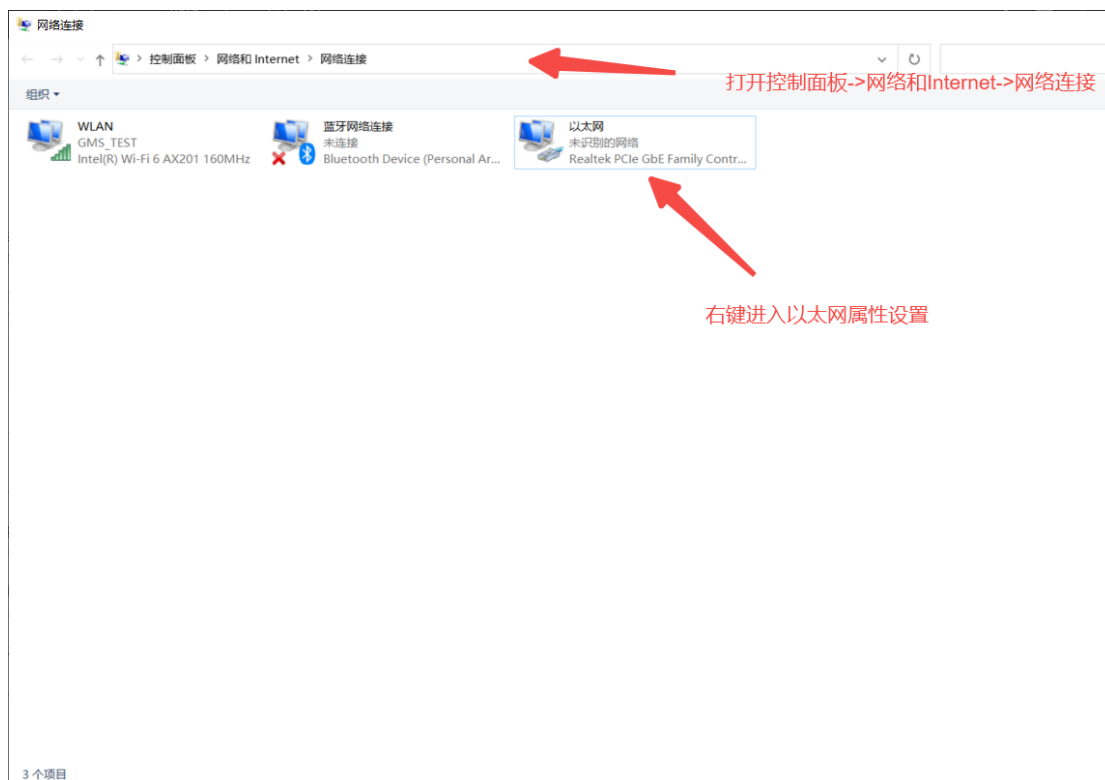 网络连接
控制面板 > 网络和 Internet > 网络连接
打开控制面板->网络和Internet->网络连接
组织
WLAN
GMS_TEST
Intel(R) Wi-Fi 6 AX201 160MHz
蓝牙网络连接
未连接
Bluetooth Device (Personal Ar...
以太网
未识别的网络
Realtek PCIe GbE Family Contr...
右键进入以太网属性设置
3 个项目